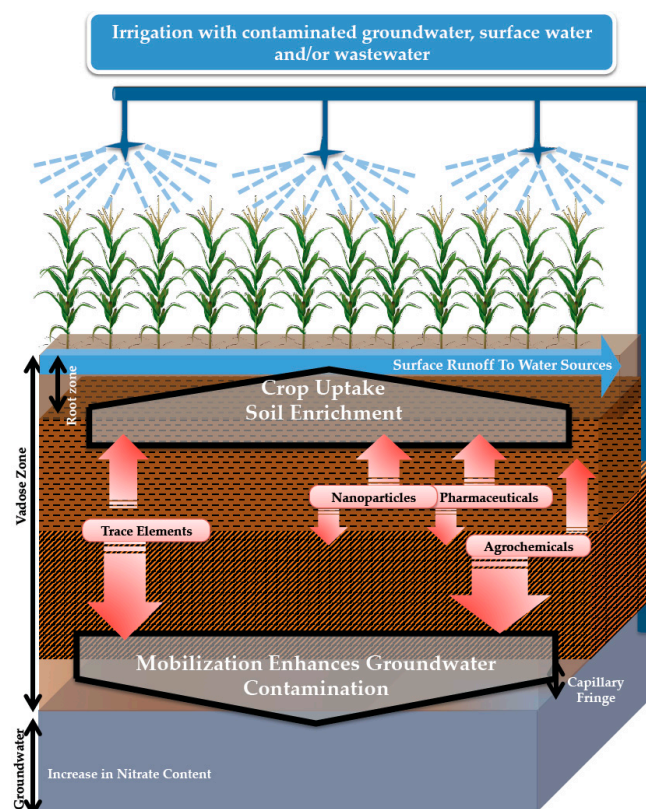 Irrigation with contaminated groundwater, surface water
and/or wastewater
Surface Runoff To Water Sources
Root zone
Crop Uptake
Soil Enrichment
Vadose Zone
Nanoparticles
Pharmaceuticals
Trace Elements
Agrochemicals
Mobilization Enhances Groundwater
Contamination
Capillary
Fringe
Groundwater
Increase in Nitrate Content